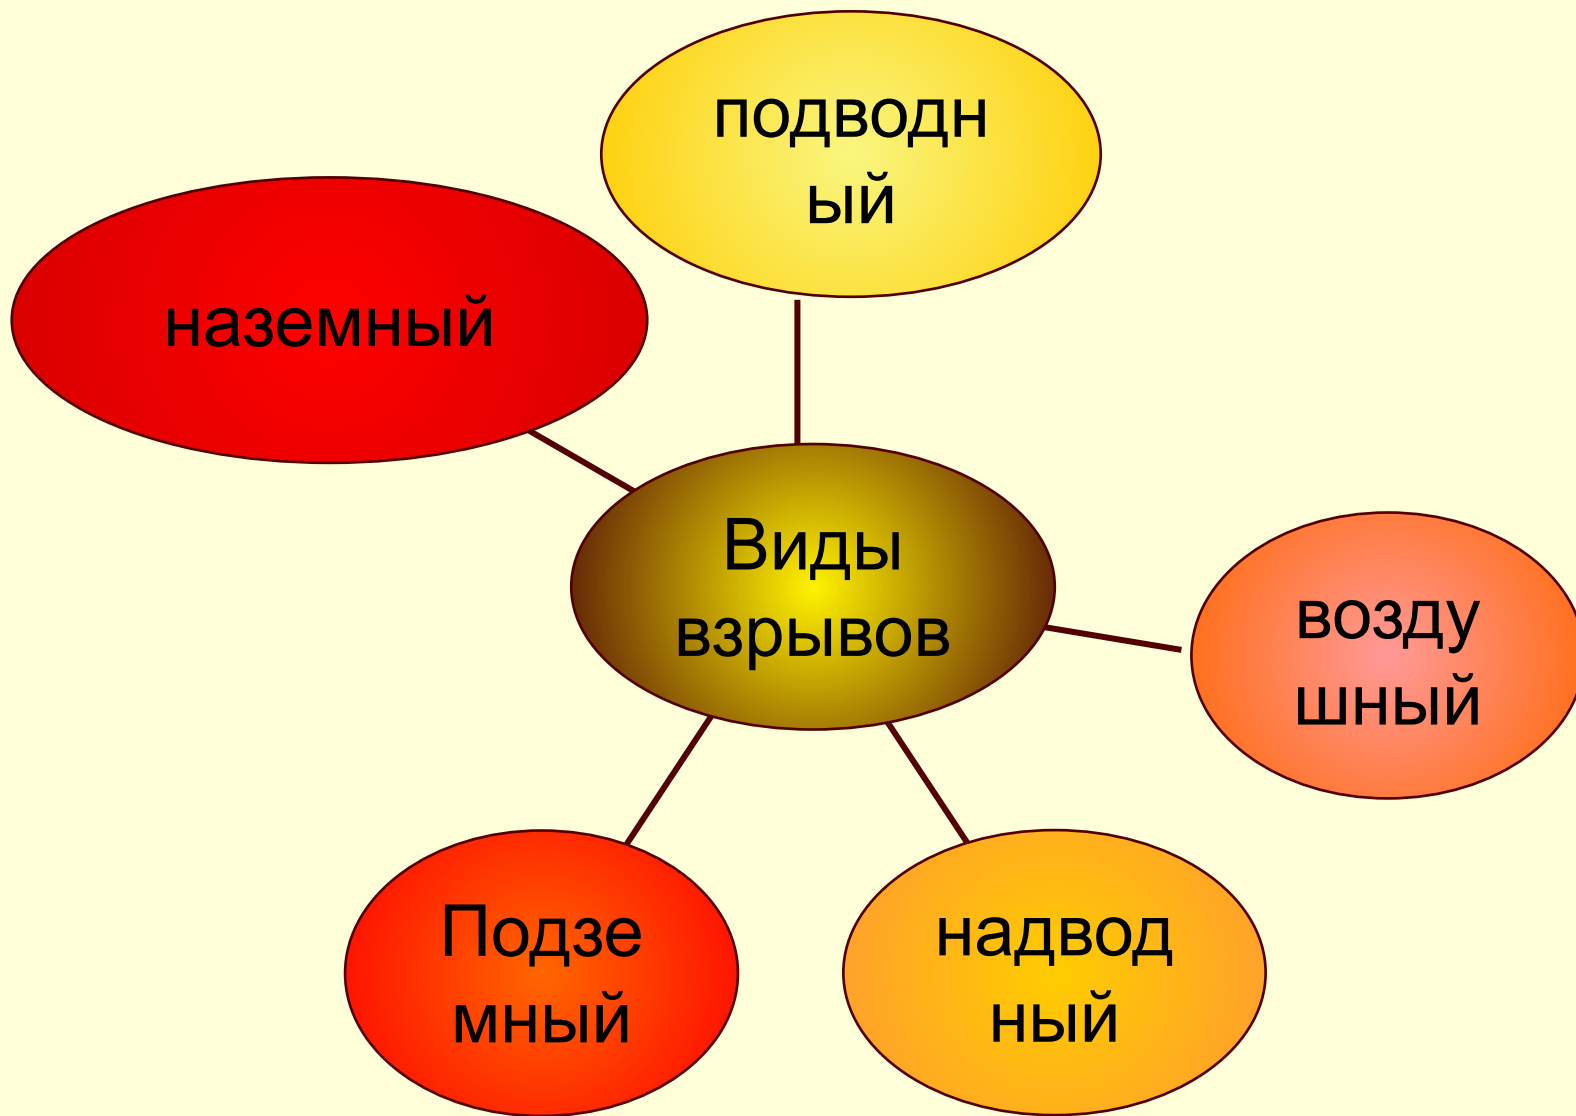 подводн
ый
наземный
Виды
взрывов
возду
шный
Подзе
мный
надвод
ный